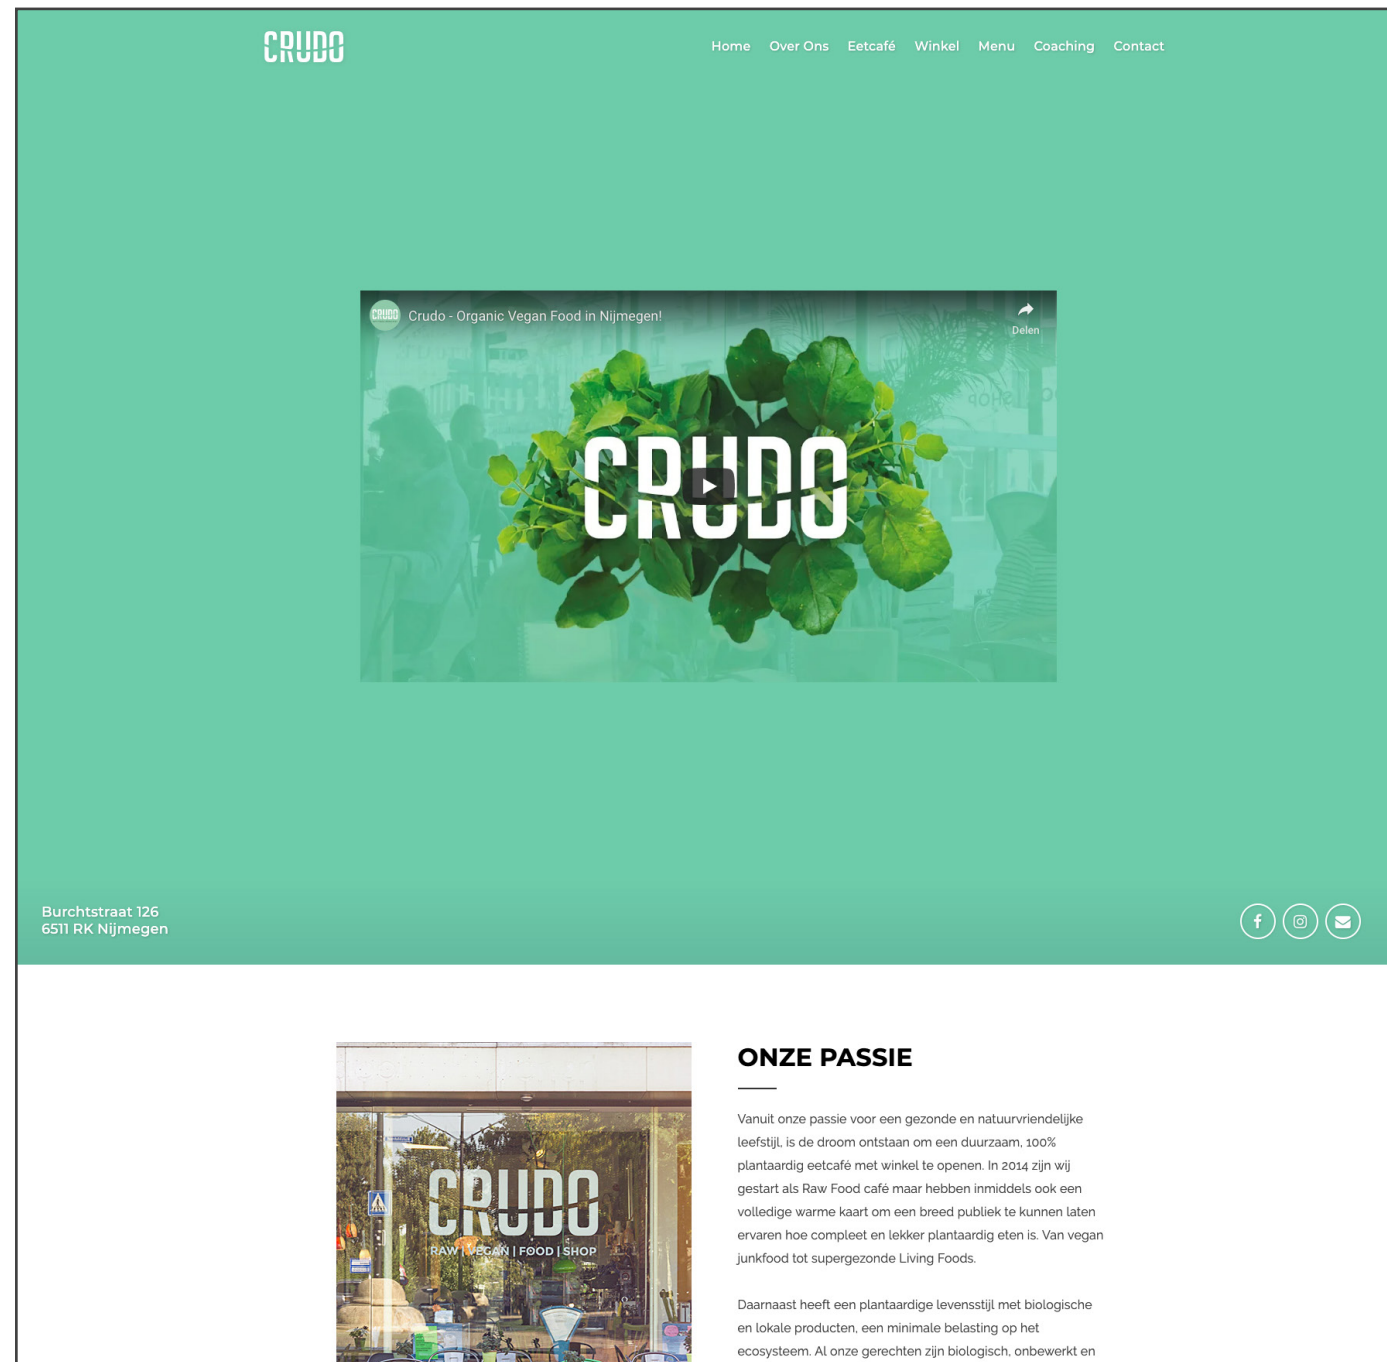 CRUDO
Home Over Ons Eetcafé Winkel Menu Coaching Contact
CRUDO Crudo - Organic Vegan Food in Nijmegen!
Delen
CRUDO
Burchtstraat 126
6511 RK Nijmegen
ONZE PASSIE
Vanuit onze passie voor een gezonde en natuurvriendelijke
leefstijl, is de droom ontstaan om een duurzaam, 100%
plantaardig eetcafé met winkel te openen. In 2014 zijn wij
gestart als Raw Food café maar hebben inmiddels ook een
volledige warme kaart om een breed publiek te kunnen laten
ervaren hoe compleet en lekker plantaardig eten is. Van vegan
junkfood tot supergezonde Living Foods.
Daarnaast heeft een plantaardige levensstijl met biologische
en lokale producten, een minimale belasting op het
ecosysteem. Al onze gerechten zijn biologisch, onbewerkt en
CRUDO
RAW | VEGAN | FOOD | SHOP